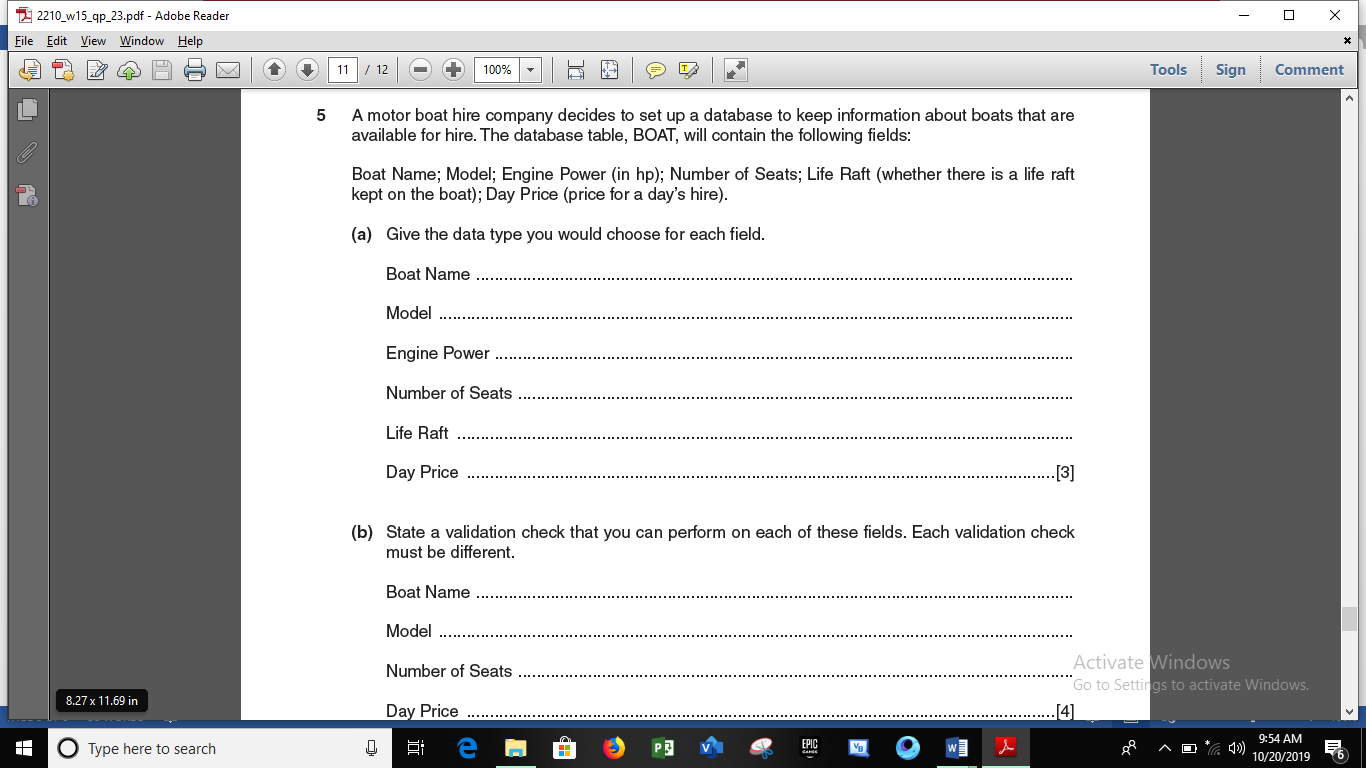 2210_w15_qp_23.pdf - Adobe Reader
File Edit View Window Help
11 / 12 100% Tools Sign Comment
5 A motor boat hire company decides to set up a database to keep information about boats that are
available for hire. The database table, BOAT, will contain the following fields:
Boat Name; Model; Engine Power (in hp); Number of Seats; Life Raft (whether there is a life raft
kept on the boat); Day Price (price for a day's hire).
(a) Give the data type you would choose for each field.
Boat Name ....................................................................................................
Model ....................................................................................................
Engine Power ....................................................................................................
Number of Seats ....................................................................................................
Life Raft ....................................................................................................
Day Price ....................................................................................................[3]
(b) State a validation check that you can perform on each of these fields. Each validation check
must be different.
Boat Name ....................................................................................................
Model ....................................................................................................
Number of Seats ....................................................................................................
Day Price ....................................................................................................[4]
Activate Windows
Go to Settings to activate Windows.
8.27 x 11.69 in
Type here to search
EPIC GAMES
9:54 AM
10/20/2019
6